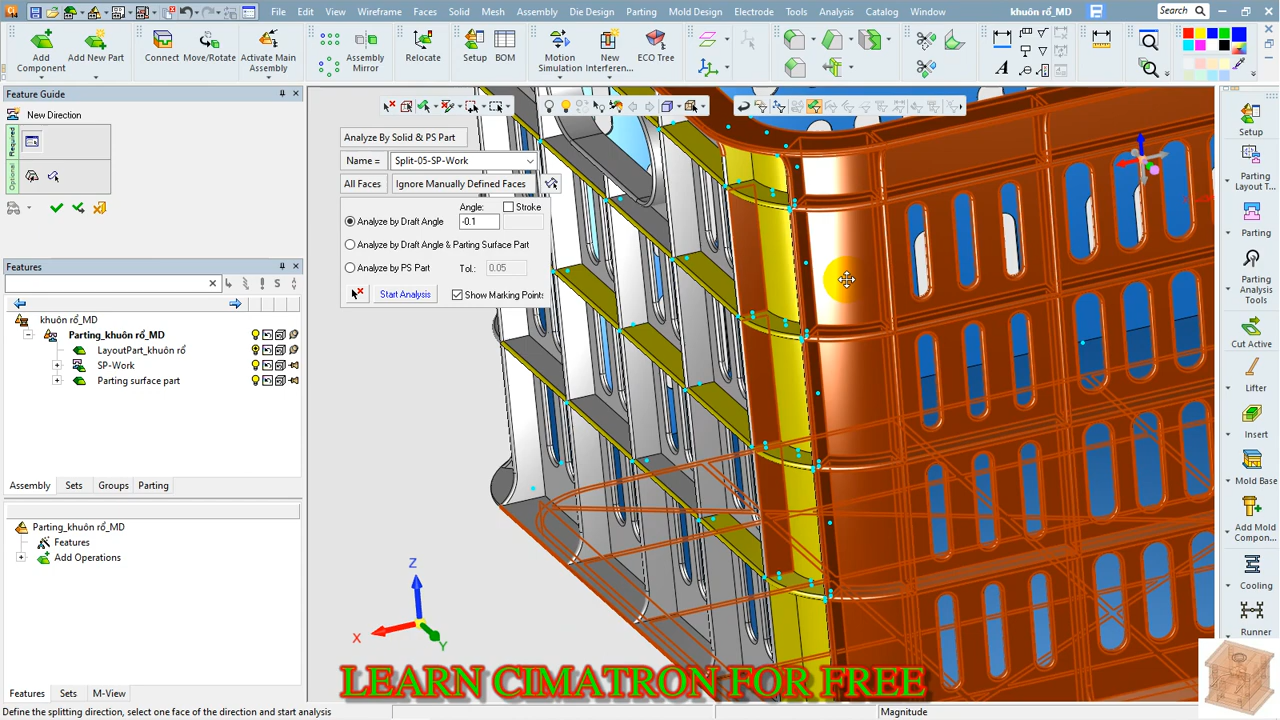 File Edit View Wireframe Faces Solid Mesh Assembly Die Design Parting Mold Design Electrode Tools Analysis Catalog Window khuôn rổ_MD Search
Add Component
Add New Part
Connect
Move/Rotate
Activate Main Assembly
Assembly Mirror
Relocate
Setup
BOM
Motion Simulation
New Interferen...
ECO Tree
Feature Guide
New Direction
Required
Optional
Analyze By Solid & PS Part
Name =
Split-05-SP-Work
All Faces
Ignore Manually Defined Faces
Angle:
Stroke
Analyze by Draft Angle
-0.1
Analyze by Draft Angle & Parting Surface Part
Analyze by PS Part
Tol.:
0.05
Start Analysis
Show Marking Points
Features
khuôn rổ_MD
Parting_khuôn rổ_MD
LayoutPart_khuôn rổ
SP-Work
Parting surface part
Assembly Sets Groups Parting
Parting_khuôn rổ_MD
Features
Add Operations
Features Sets M-View
Z
X
Y
LEARN CIMATRON FOR FREE
Setup
Parting Layout T...
Parting
Parting Analysis Tools
Cut Active
Lifter
Insert
Mold Base
Add Mold Compon...
Cooling
Runner
Define the splitting direction, select one face of the direction and start analysis
Magnitude